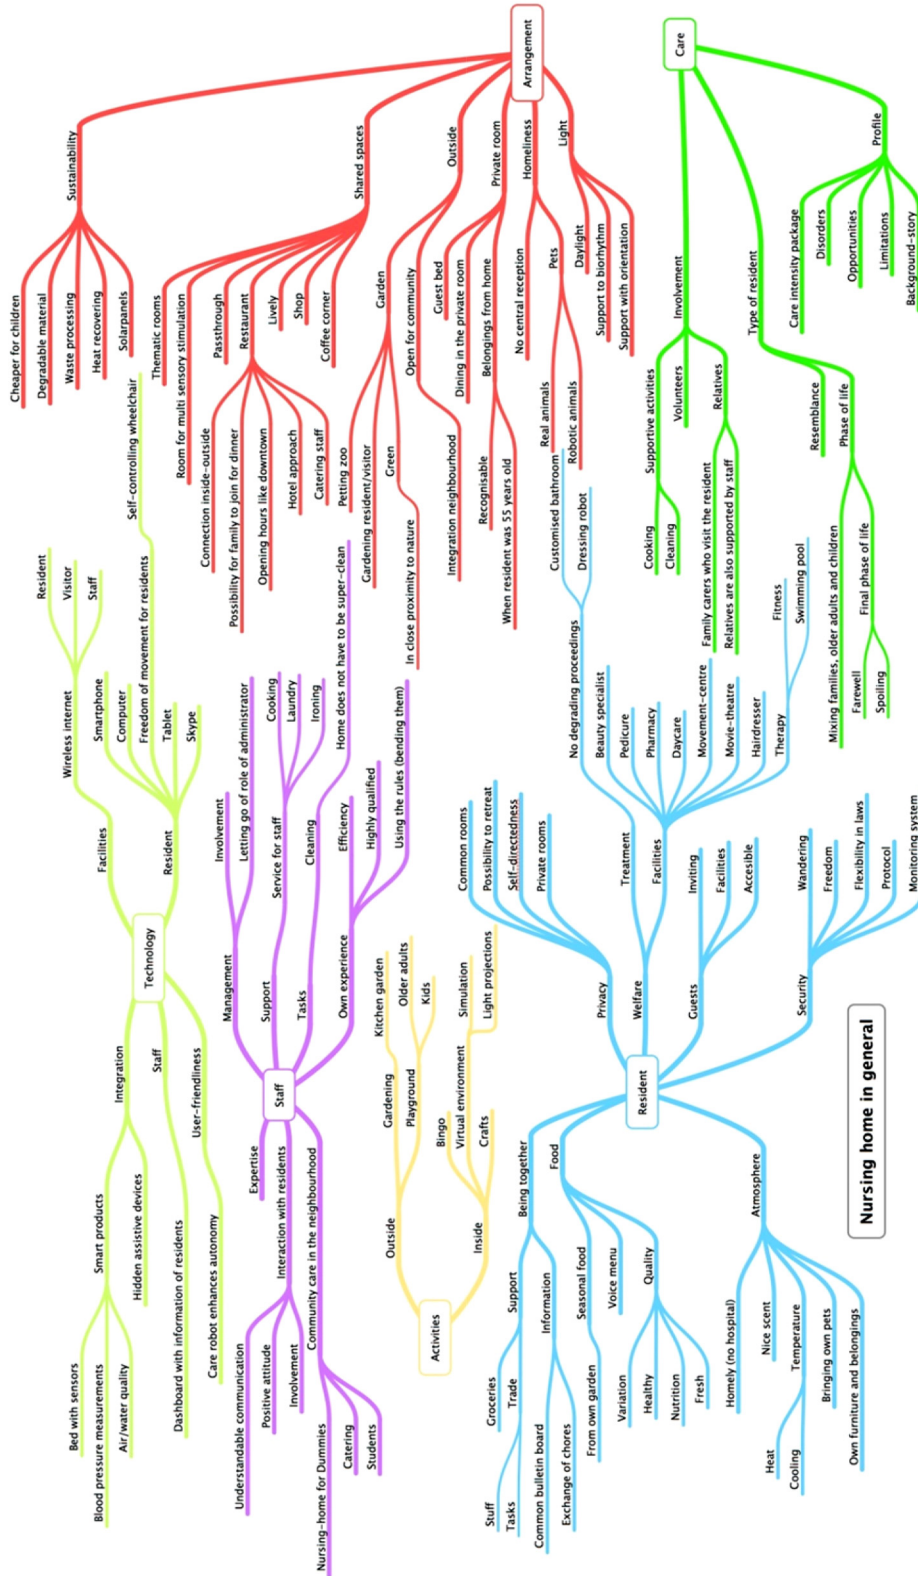 Nursing home in general
Technology
Facilities
Wireless internet
Resident
Visitor
Staff
Resident
Smartphone
Computer
Freedom of movement for residents
Self-controlling wheelchair
Tablet
Skype
Integration
Smart products
Bed with sensors
Blood pressure measurements
Air/water quality
Hidden assistive devices
Staff
Dashboard with information of residents
User-friendliness
Care robot enhances autonomy
Staff
Management
Involvement
Letting go of role of administrator
Support
Service for staff
Cooking
Laundry
Ironing
Tasks
Cleaning
Home does not have to be super-clean
Own experience
Efficiency
Highly qualified
Using the rules (bending them)
Expertise
Interaction with residents
Understandable communication
Positive attitude
Involvement
Community care in the neighbourhood
Nursing-home for Dummies
Catering
Students
Activities
Outside
Gardening
Kitchen garden
Playground
Older adults
Kids
Inside
Bingo
Virtual environment
Simulation
Light projections
Crafts
Resident
Privacy
Common rooms
Possibility to retreat
Self-directedness
Private rooms
Welfare
Treatment
No degrading proceedings
Customised bathroom
Dressing robot
Facilities
Beauty specialist
Pedicure
Pharmacy
Daycare
Movement-centre
Movie-theatre
Hairdresser
Therapy
Fitness
Swimming pool
Guests
Inviting
Facilities
Accesible
Security
Wandering
Freedom
Flexibility in laws
Protocol
Monitoring system
Being together
Support
Groceries
Trade
Stuff
Tasks
Information
Common bulletin board
Exchange of chores
Food
Seasonal food
From own garden
Voice menu
Quality
Variation
Healthy
Nutrition
Fresh
Atmosphere
Homely (no hospital)
Nice scent
Temperature
Heat
Cooling
Bringing own pets
Own furniture and belongings
Arrangement
Sustainability
Cheaper for children
Degradable material
Waste processing
Heat recovering
Solarpanels
Shared spaces
Thematic rooms
Room for multi sensory stimulation
Passthrough
Restaurant
Connection inside-outside
Possibility for family to join for dinner
Opening hours like downtown
Hotel approach
Catering staff
Lively
Shop
Coffee corner
Outside
Garden
Petting zoo
Gardening resident/visitor
Green
In close proximity to nature
Open for community
Integration neighbourhood
Private room
Guest bed
Dining in the private room
Belongings from home
Recognisable
When resident was 55 years old
Homeliness
No central reception
Pets
Real animals
Robotic animals
Light
Daylight
Support to biorhythm
Support with orientation
Care
Involvement
Supportive activities
Cooking
Cleaning
Volunteers
Relatives
Family carers who visit the resident
Relatives are also supported by staff
Type of resident
Resemblance
Phase of life
Mixing families, older adults and children
Final phase of life
Farewell
Spoiling
Profile
Care intensity package
Disorders
Opportunities
Limitations
Background-story